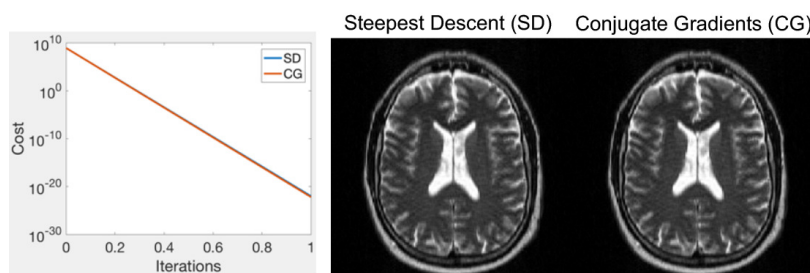 Steepest Descent (SD) Conjugate Gradients (CG)
10^10
10^0
10^-10
10^-20
10^-30
Cost
SD
CG
0 0.2 0.4 0.6 0.8 1
Iterations